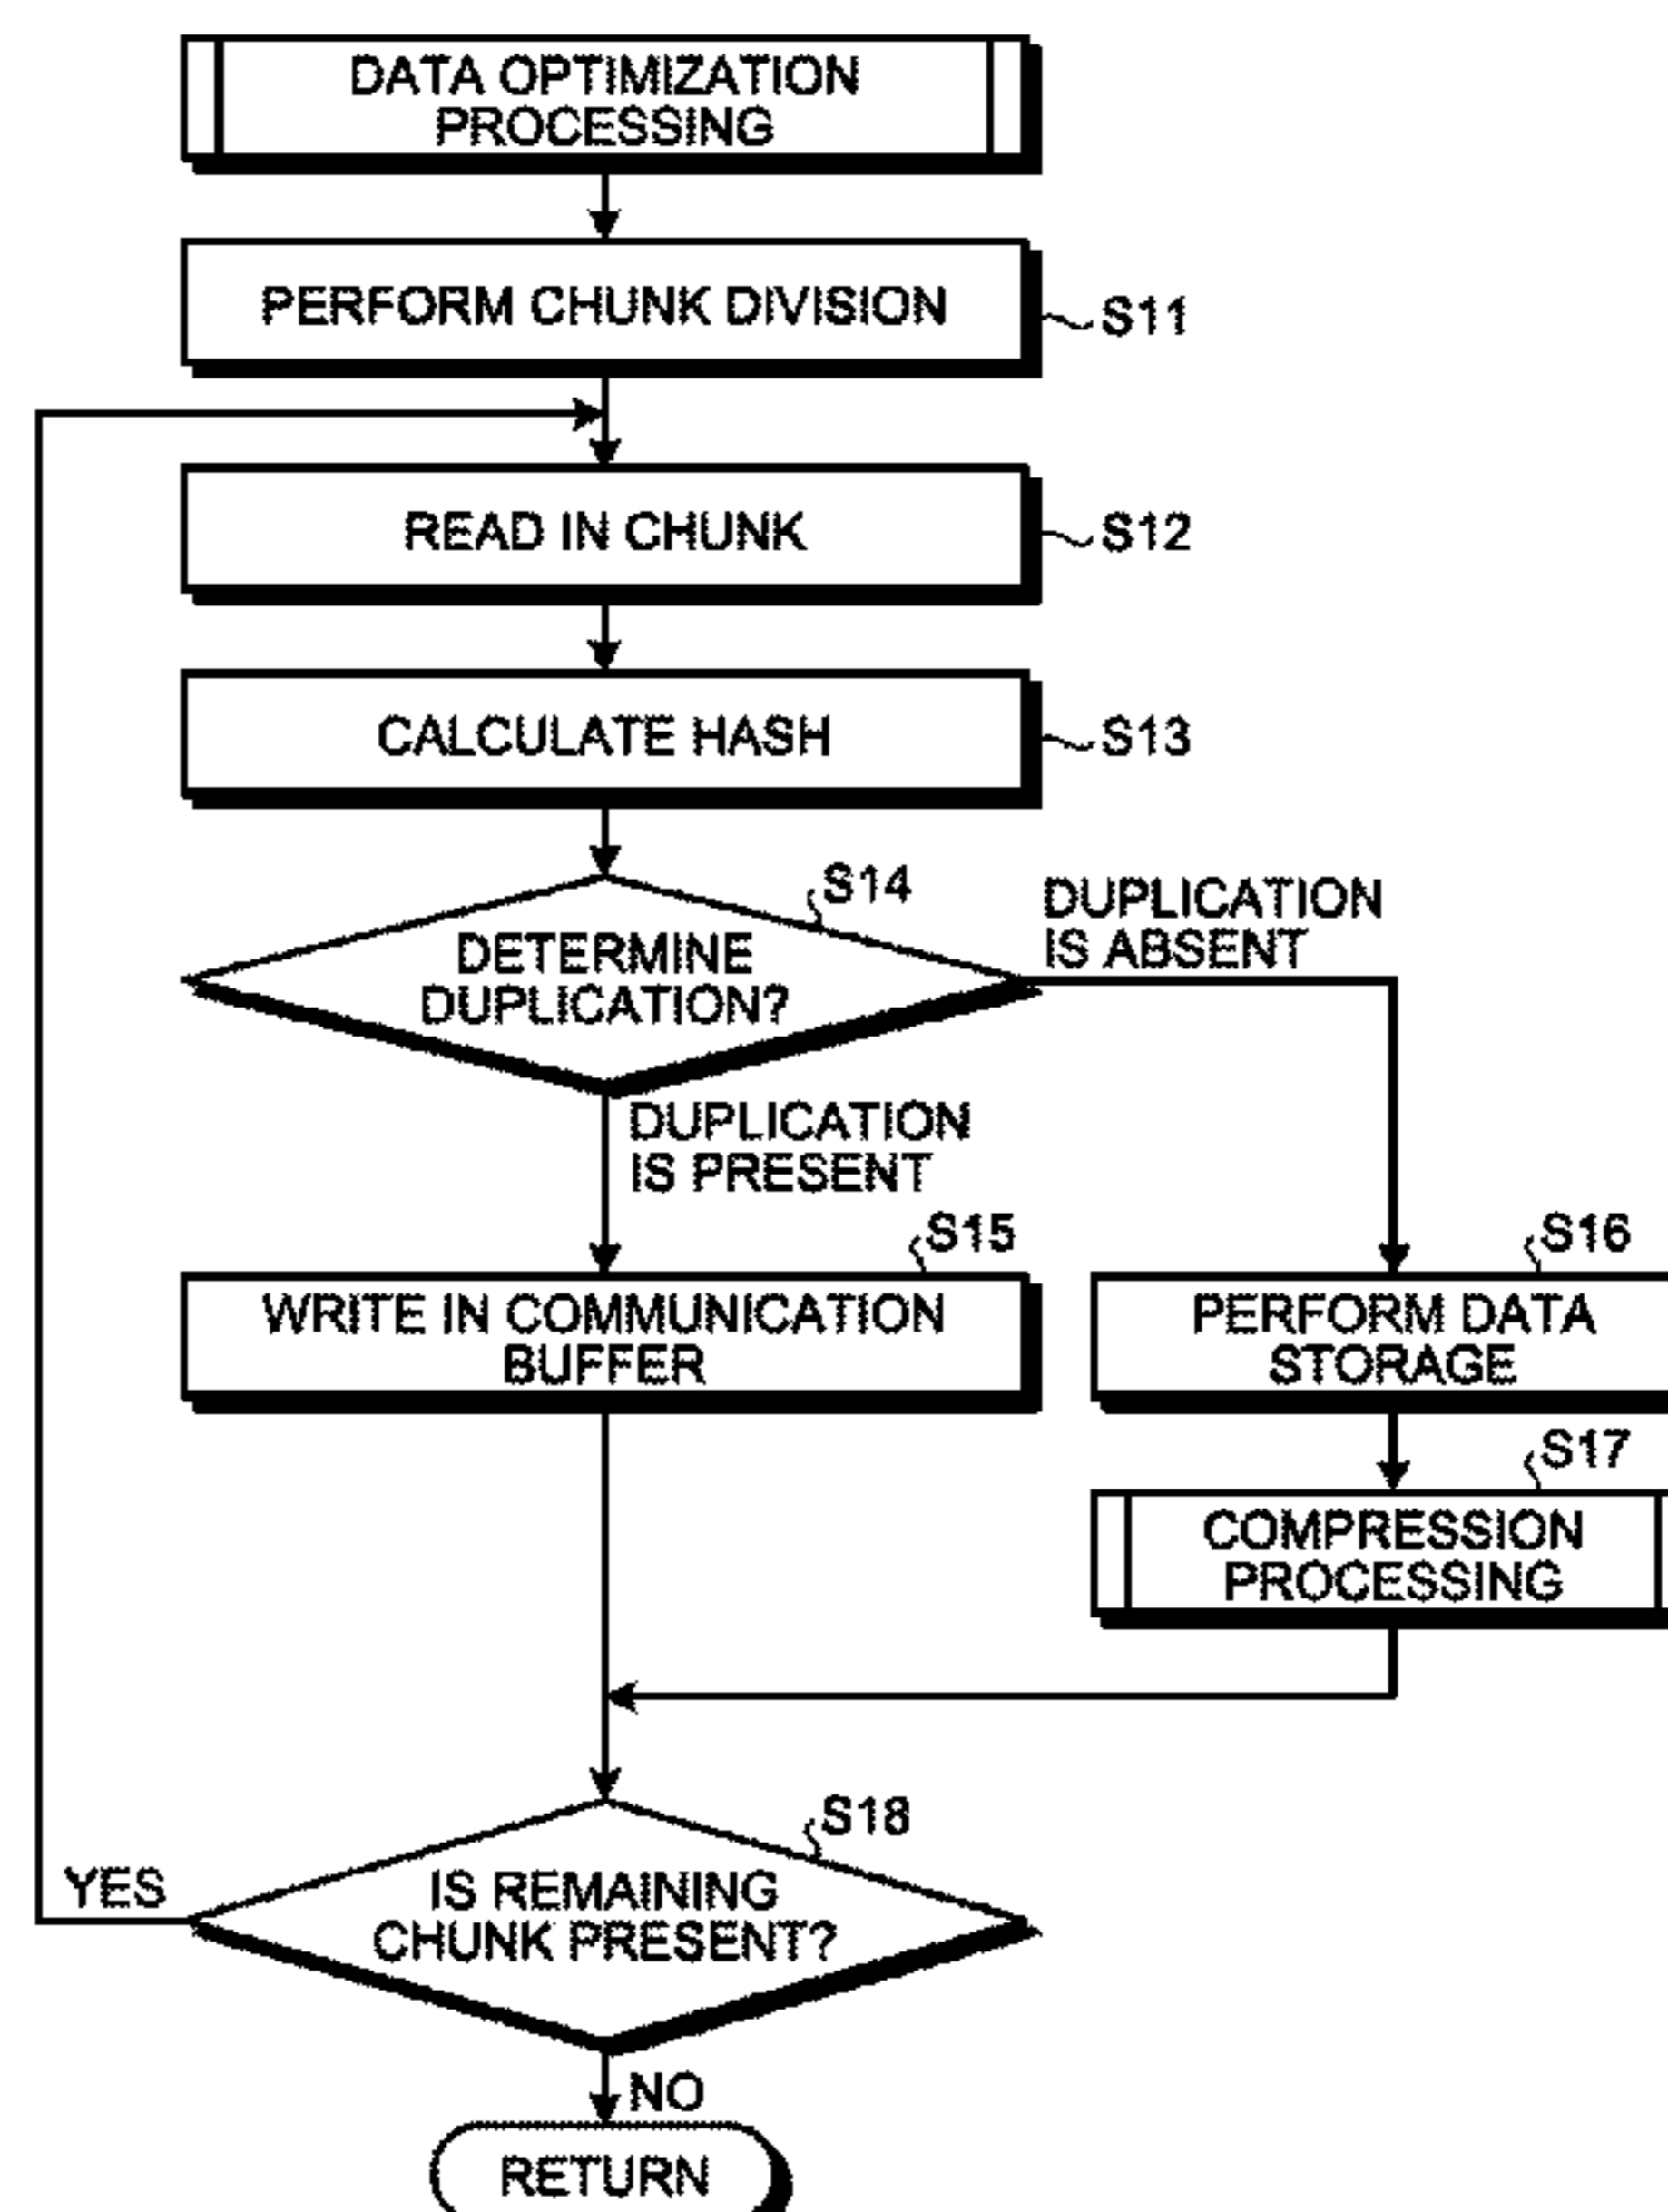 DATA OPTIMIZATION
PROCESSING
PERFORM CHUNK DIVISION
S11
READ IN CHUNK
S12
CALCULATE HASH
S13
S14
DETERMINE
DUPLICATION?
DUPLICATION
IS ABSENT
DUPLICATION
IS PRESENT
S15
WRITE IN COMMUNICATION
BUFFER
S16
PERFORM DATA
STORAGE
S17
COMPRESSION
PROCESSING
S18
IS REMAINING
CHUNK PRESENT?
YES
NO
RETURN